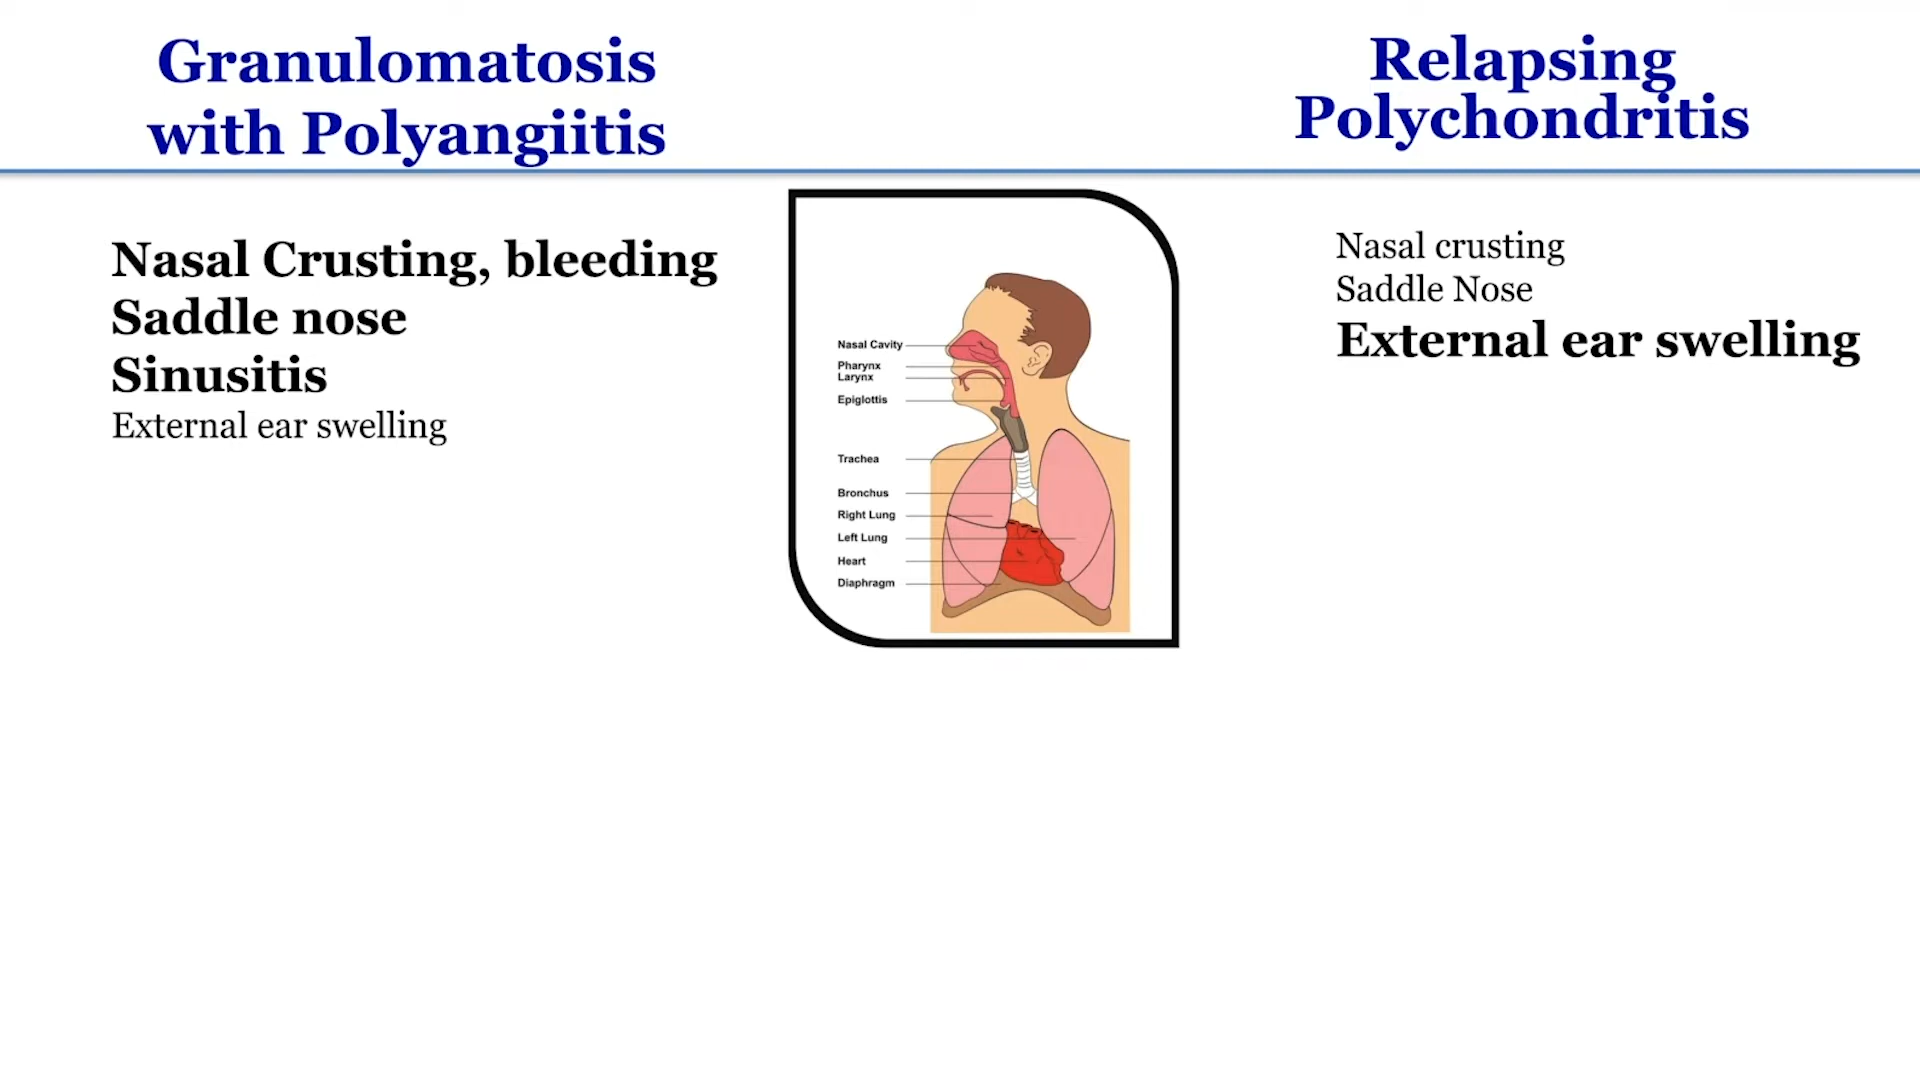 Granulomatosis
with Polyangiitis
Relapsing
Polychondritis
Nasal Crusting, bleeding
Saddle nose
Sinusitis
External ear swelling
Nasal Cavity
Pharynx
Larynx
Epiglottis
Trachea
Bronchus
Right Lung
Left Lung
Heart
Diaphragm
Nasal crusting
Saddle Nose
External ear swelling